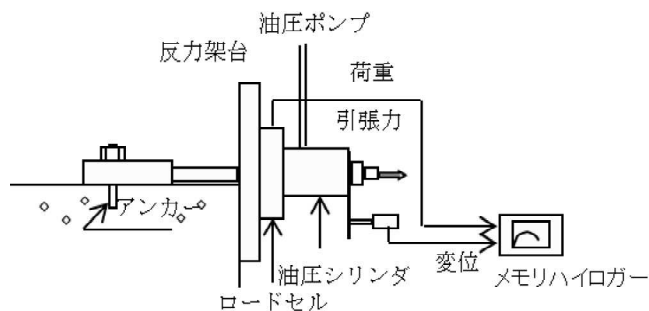 油圧ポンプ
反力架台
荷重
引張力
アンカー
変位
油圧シリンダ
メモリハイロガー
ロードセル